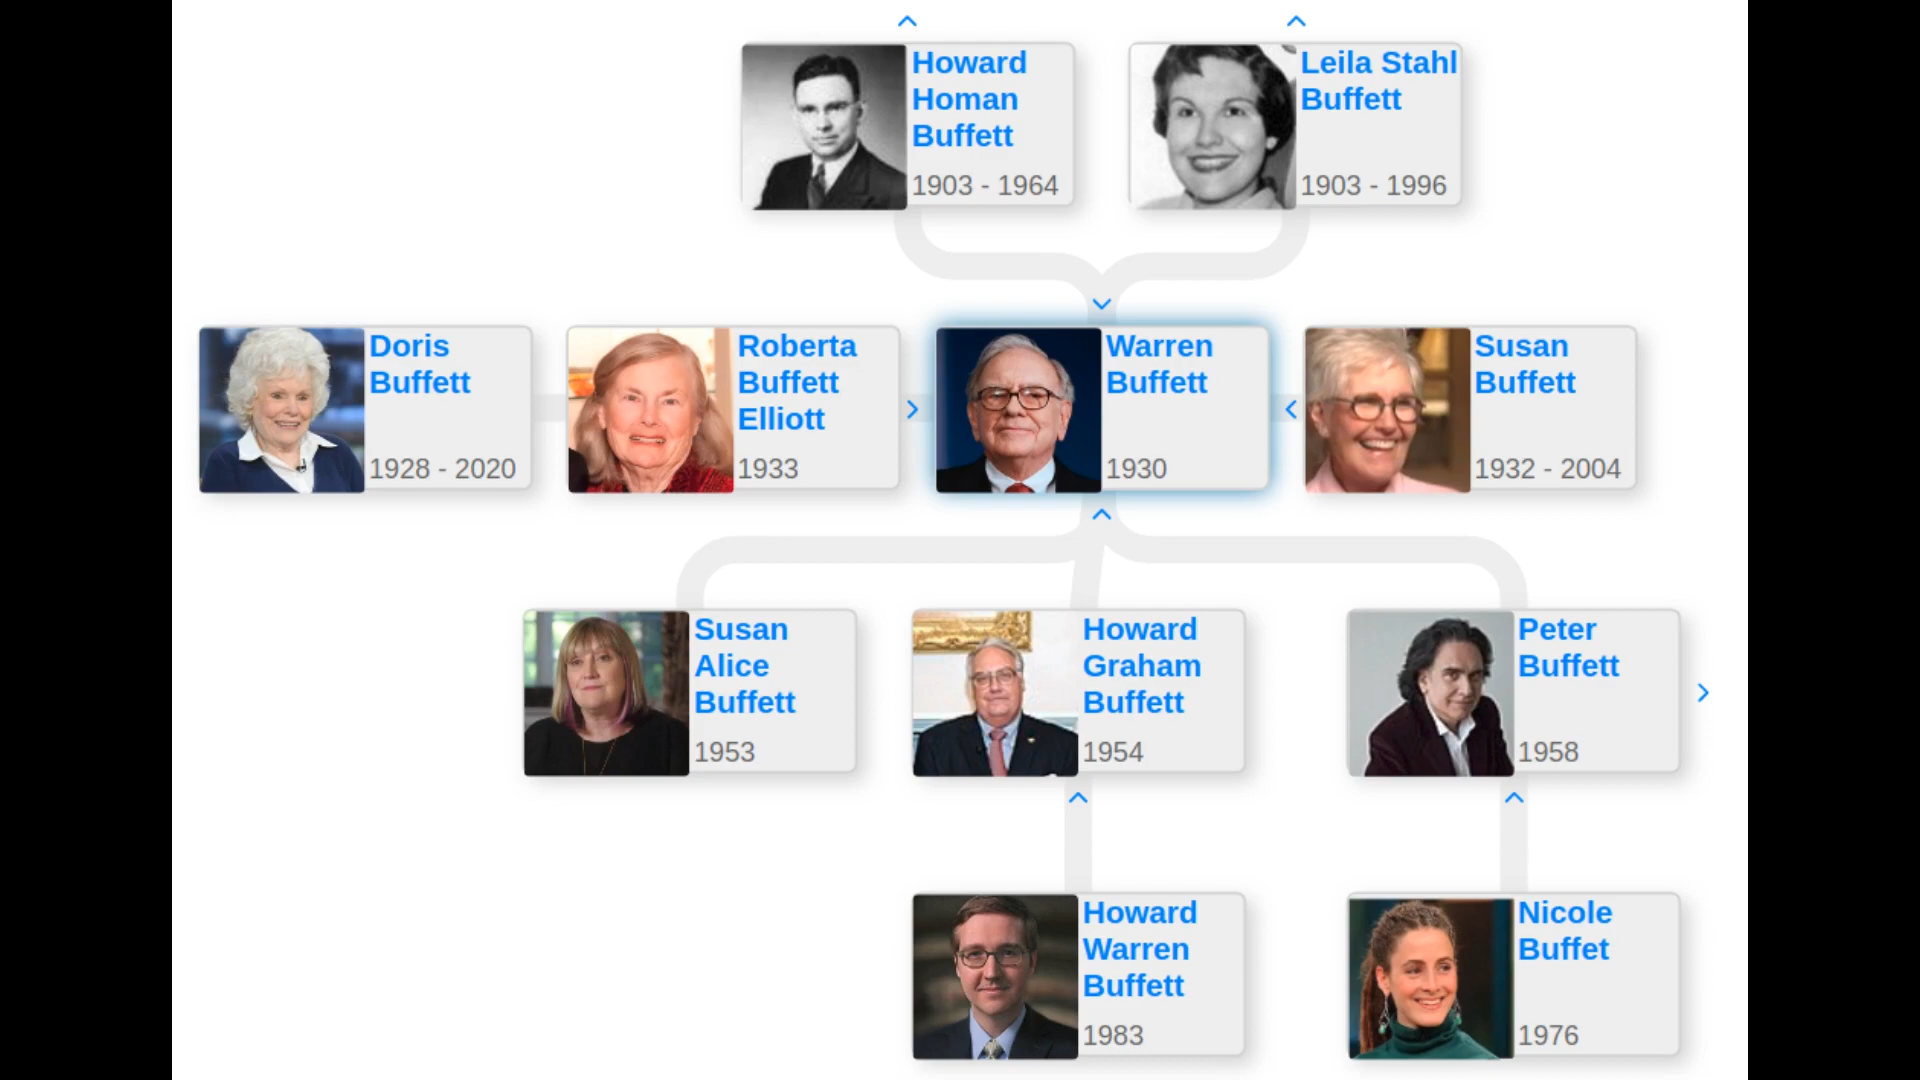 Howard
Homan
Buffett
1903 - 1964
Leila Stahl
Buffett
1903 - 1996
Doris
Buffett
1928 - 2020
Roberta
Buffett
Elliott
1933
Warren
Buffett
1930
Susan
Buffett
1932 - 2004
Susan
Alice
Buffett
1953
Howard
Graham
Buffett
1954
Peter
Buffett
1958
Howard
Warren
Buffett
1983
Nicole
Buffet
1976